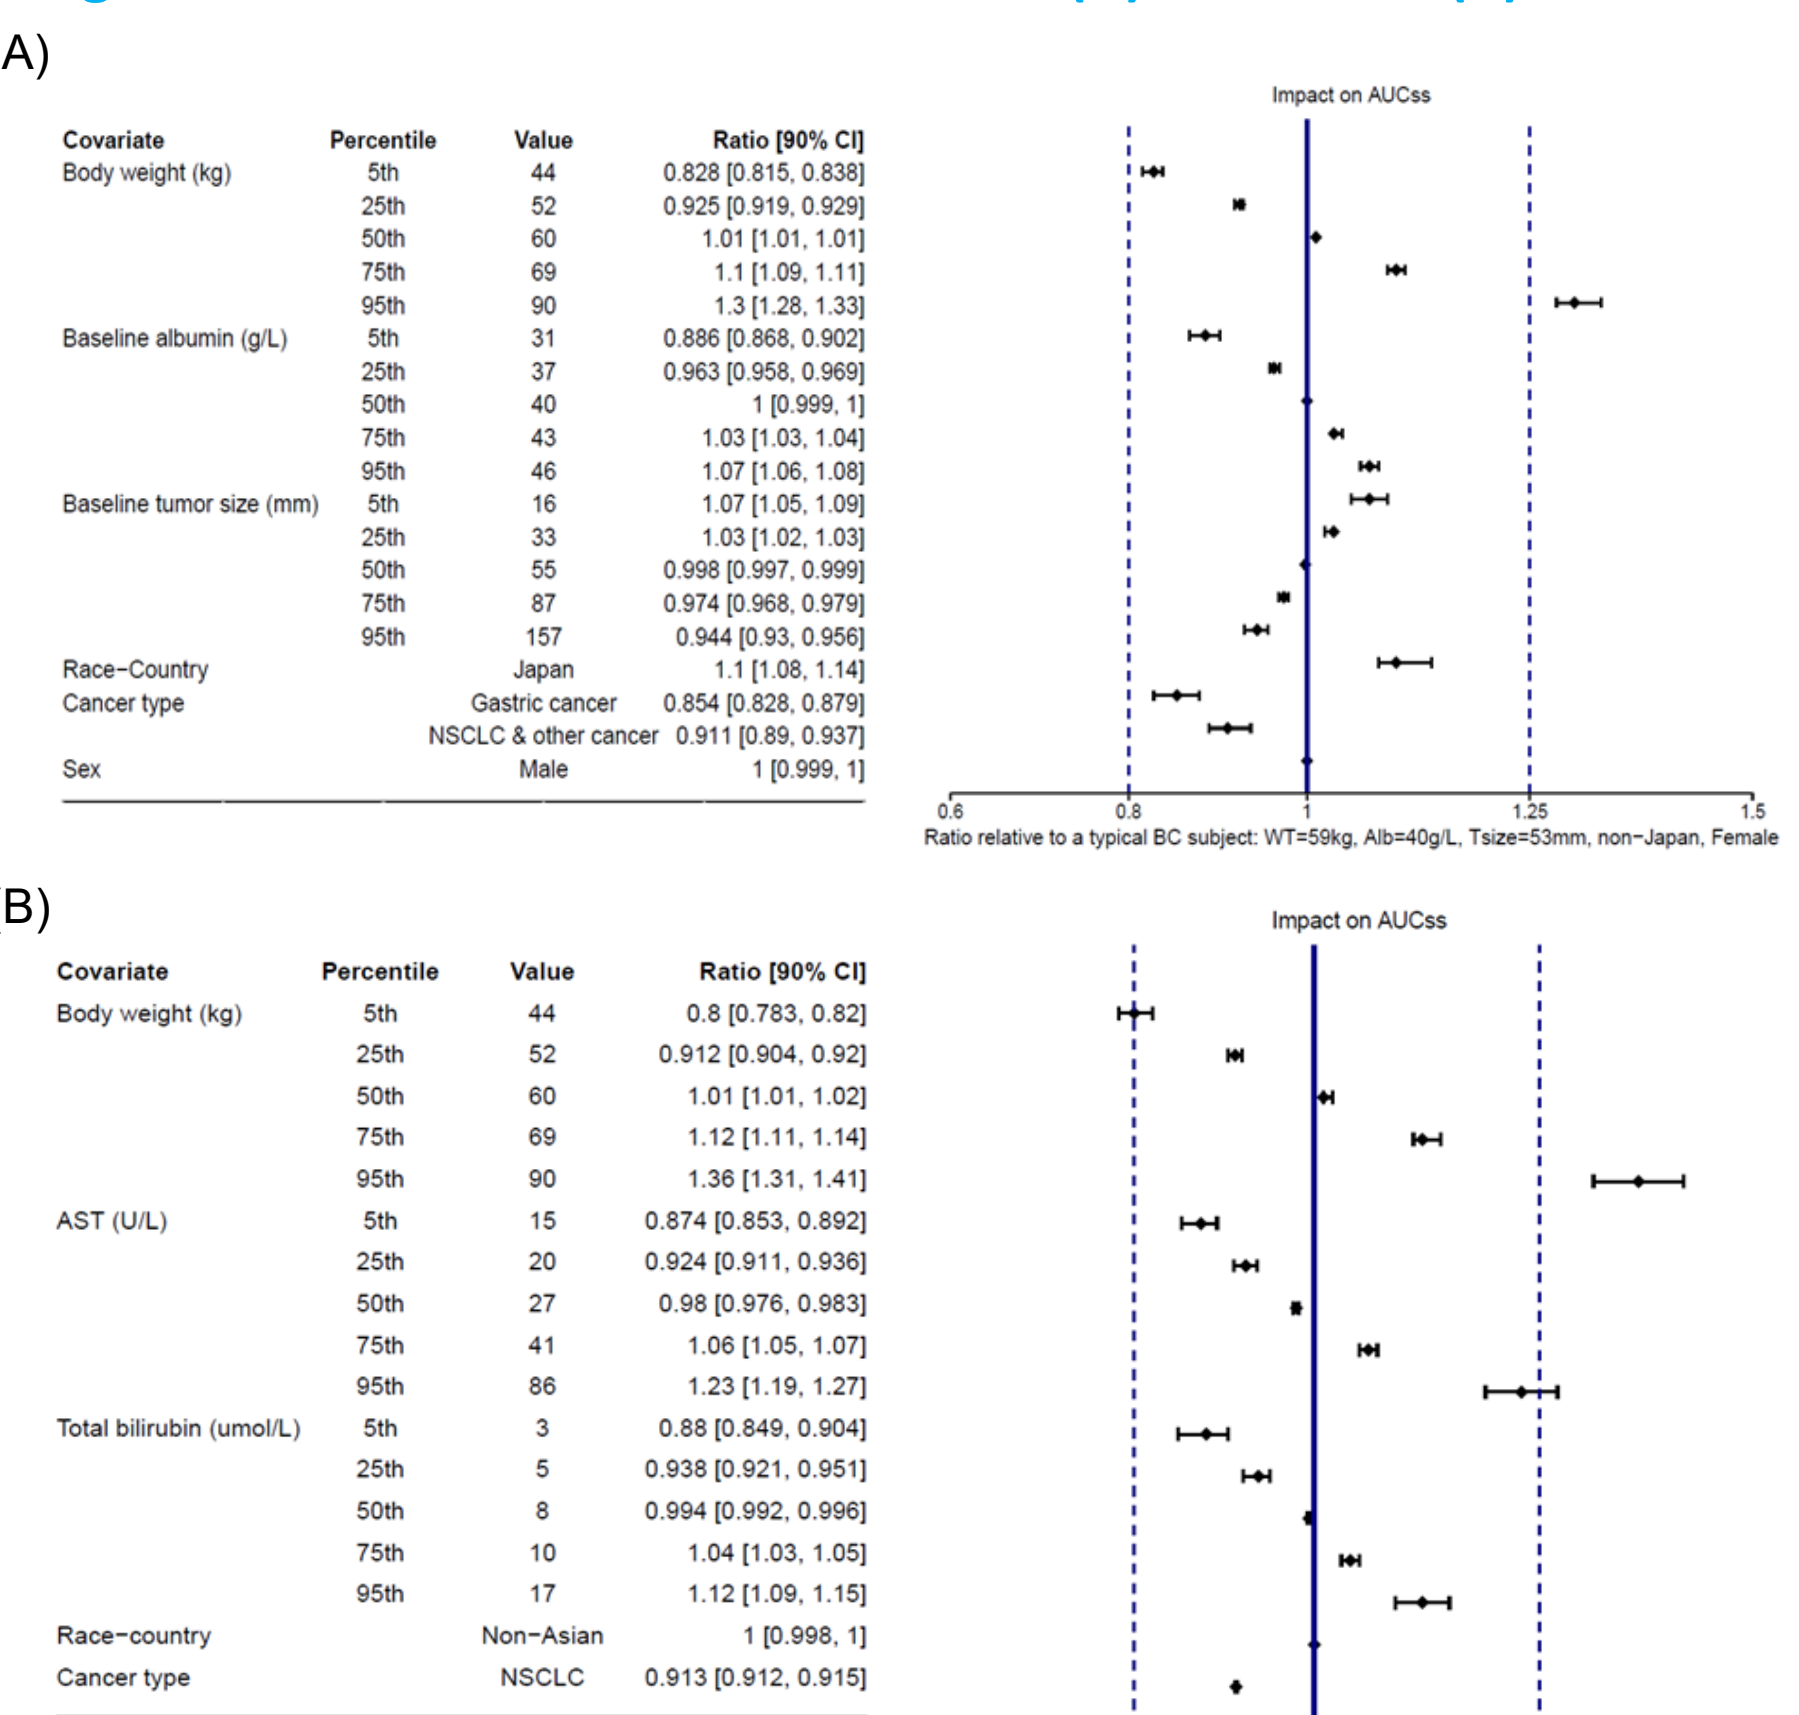 A)
Impact on AUCss
Covariate Percentile Value Ratio [90% CI]
Body weight (kg) 5th 44 0.828 [0.815, 0.838]
25th 52 0.925 [0.919, 0.929]
50th 60 1.01 [1.01, 1.01]
75th 69 1.1 [1.09, 1.11]
95th 90 1.3 [1.28, 1.33]
Baseline albumin (g/L) 5th 31 0.886 [0.868, 0.902]
25th 37 0.963 [0.958, 0.969]
50th 40 1 [0.999, 1]
75th 43 1.03 [1.03, 1.04]
95th 46 1.07 [1.06, 1.08]
Baseline tumor size (mm) 5th 16 1.07 [1.05, 1.09]
25th 33 1.03 [1.02, 1.03]
50th 55 0.998 [0.997, 0.999]
75th 87 0.974 [0.968, 0.979]
95th 157 0.944 [0.93, 0.956]
Race−Country Japan 1.1 [1.08, 1.14]
Cancer type Gastric cancer 0.854 [0.828, 0.879]
NSCLC & other cancer 0.911 [0.89, 0.937]
Sex Male 1 [0.999, 1]
0.6 0.8 1 1.25 1.5
Ratio relative to a typical BC subject: WT=59kg, Alb=40g/L, Tsize=53mm, non−Japan, Female
(B)
Impact on AUCss
Covariate Percentile Value Ratio [90% CI]
Body weight (kg) 5th 44 0.8 [0.783, 0.82]
25th 52 0.912 [0.904, 0.92]
50th 60 1.01 [1.01, 1.02]
75th 69 1.12 [1.11, 1.14]
95th 90 1.36 [1.31, 1.41]
AST (U/L) 5th 15 0.874 [0.853, 0.892]
25th 20 0.924 [0.911, 0.936]
50th 27 0.98 [0.976, 0.983]
75th 41 1.06 [1.05, 1.07]
95th 86 1.23 [1.19, 1.27]
Total bilirubin (umol/L) 5th 3 0.88 [0.849, 0.904]
25th 5 0.938 [0.921, 0.951]
50th 8 0.994 [0.992, 0.996]
75th 10 1.04 [1.03, 1.05]
95th 17 1.12 [1.09, 1.15]
Race−country Non−Asian 1 [0.998, 1]
Cancer type NSCLC 0.913 [0.912, 0.915]